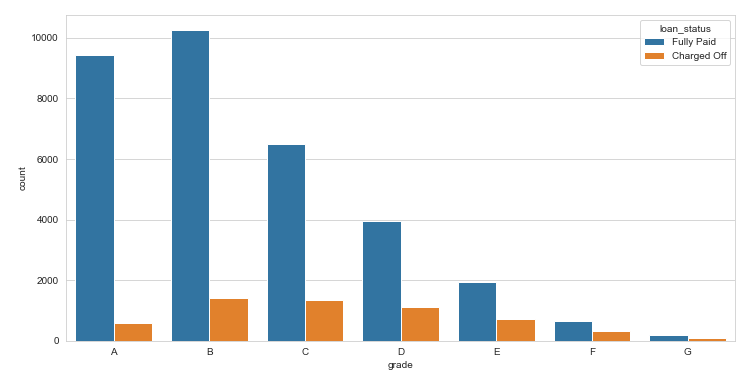 loan_status
Fully Paid
Charged Off
10000
8000
6000
4000
2000
0
count
A B C D E F G
grade